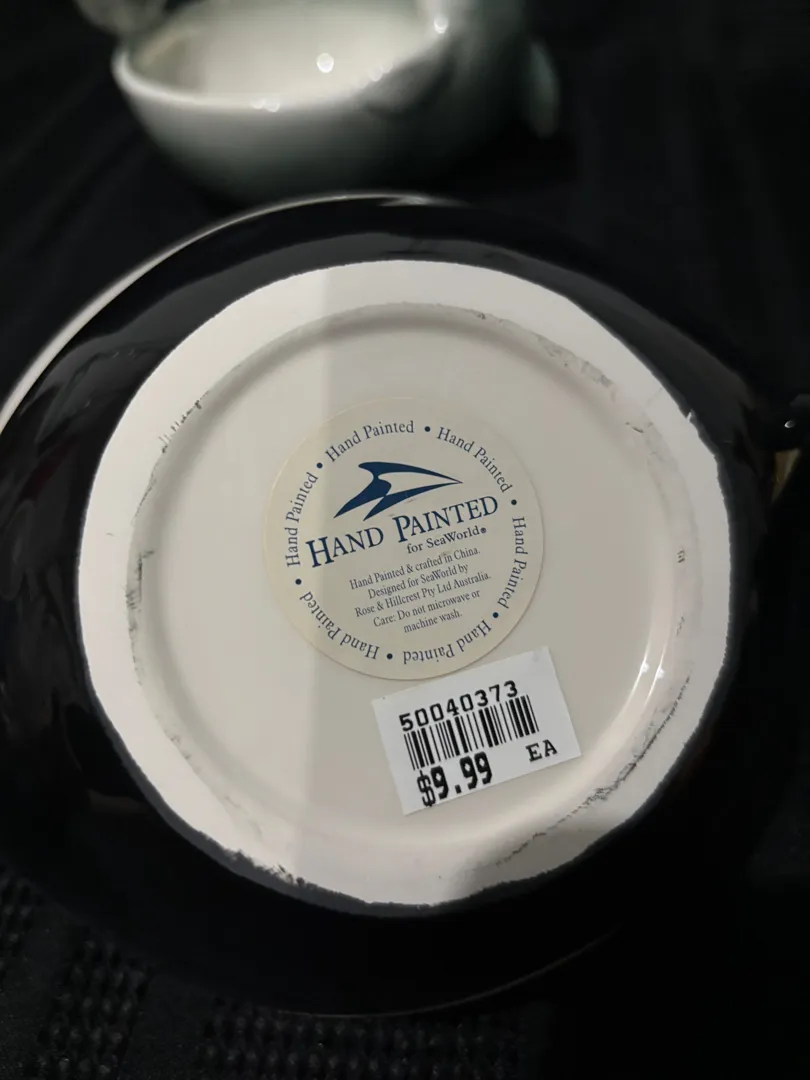 Hand Painted • Hand Painted • Hand Painted • Hand Painted • Hand Painted • Hand Painted • Hand Painted •
HAND PAINTED
for SeaWorld®
Hand Painted & crafted in China.
Designed for SeaWorld by
Rose & Hillcrest Pty Ltd Australia.
Care: Do not microwave or
machine wash.
50040373
$9.99 EA